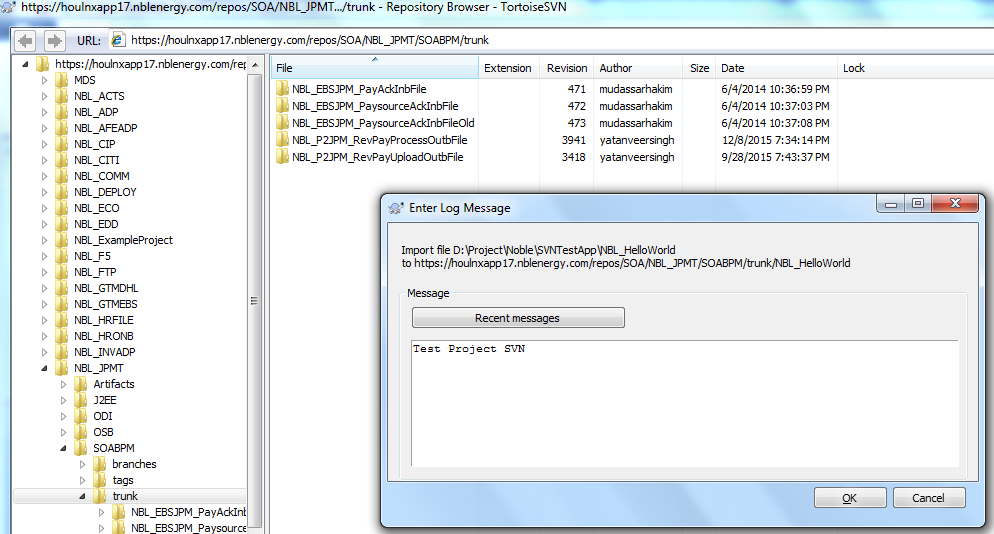 https://houlnxapp17.nblenergy.com/repos/SOA/NBL_JPMT.../trunk - Repository Browser - TortoiseSVN
URL: https://houlnxapp17.nblenergy.com/repos/SOA/NBL_JPMT/SOABPM/trunk
https://houlnxapp17.nblenergy.com/rep
MDS
NBL_ACTS
NBL_ADP
NBL_AFEADP
NBL_CIP
NBL_CITI
NBL_COMM
NBL_DEPLOY
NBL_ECO
NBL_EDD
NBL_ExampleProject
NBL_F5
NBL_FTP
NBL_GTMDHL
NBL_GTMEBS
NBL_HRFILE
NBL_HRONB
NBL_INVADP
NBL_JPMT
Artifacts
J2EE
ODI
OSB
SOABPM
branches
tags
trunk
NBL_EBSJPM_PayAckInb
NBL_EBSJPM_Paysource
File Extension Revision Author Size Date Lock
NBL_EBSJPM_PayAckInbFile 471 mudassarhakim 6/4/2014 10:36:59 PM
NBL_EBSJPM_PaysourceAckInbFile 472 mudassarhakim 6/4/2014 10:37:03 PM
NBL_EBSJPM_PaysourceAckInbFileOld 473 mudassarhakim 6/4/2014 10:37:08 PM
NBL_P2JPM_RevPayProcessOutbFile 3941 yatanveersingh 12/8/2015 7:34:14 PM
NBL_P2JPM_RevPayUploadOutbFile 3418 yatanveersingh 9/28/2015 7:43:37 PM
Enter Log Message
Import file D:\Project\Noble\SVNTestApp\NBL_HelloWorld
to https://houlnxapp17.nblenergy.com/repos/SOA/NBL_JPMT/SOABPM/trunk/NBL_HelloWorld
Message
Recent messages
Test Project SVN
OK Cancel